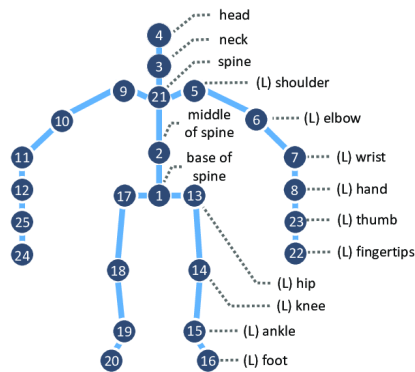 4 head
3 neck
spine
9 21 5 (L) shoulder
10 6 (L) elbow
middle
of spine
2
11 7 (L) wrist
base of
spine
12 8 (L) hand
17 1 13
25 23 (L) thumb
24 22 (L) fingertips
18 14
(L) hip
(L) knee
19 15 (L) ankle
20 16 (L) foot